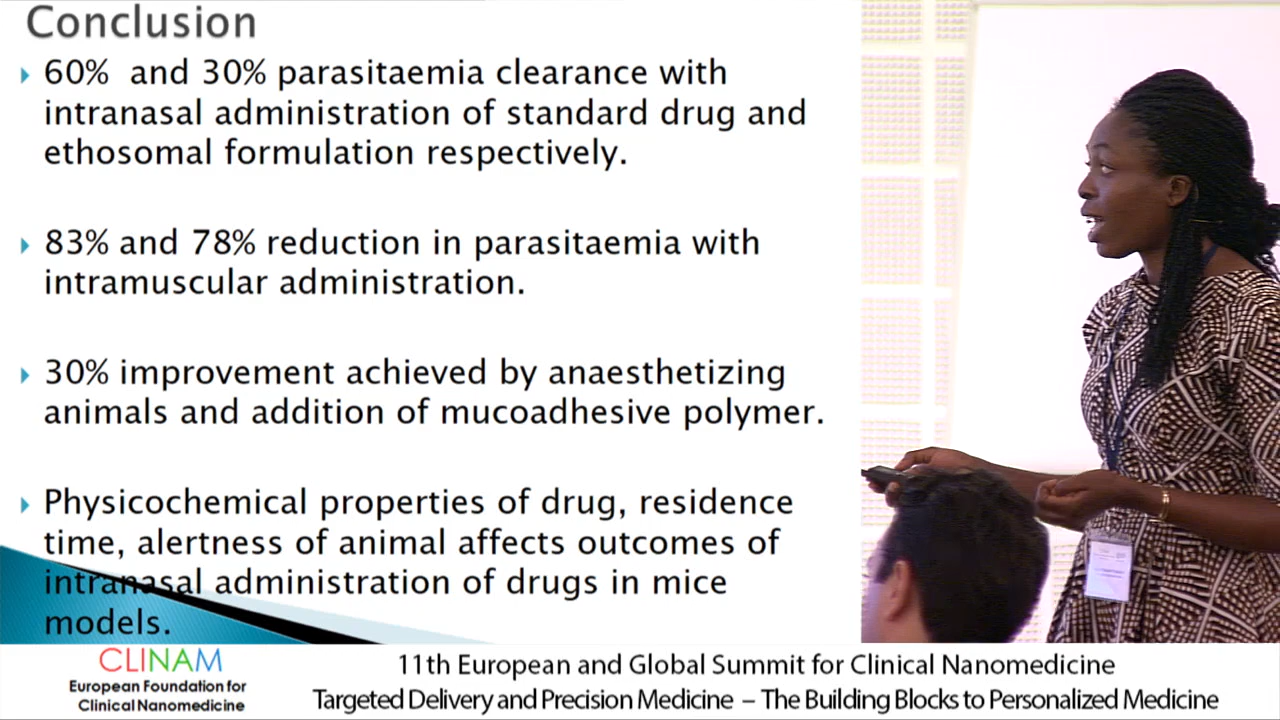 Conclusion
60% and 30% parasitaemia clearance with
intranasal administration of standard drug and
ethosomal formulation respectively.
83% and 78% reduction in parasitaemia with
intramuscular administration.
30% improvement achieved by anaesthetizing
animals and addition of mucoadhesive polymer.
Physicochemical properties of drug, residence
time, alertness of animal affects outcomes of
intranasal administration of drugs in mice
models.
CLINAM
European Foundation for
Clinical Nanomedicine
11th European and Global Summit for Clinical Nanomedicine
Targeted Delivery and Precision Medicine – The Building Blocks to Personalized Medicine